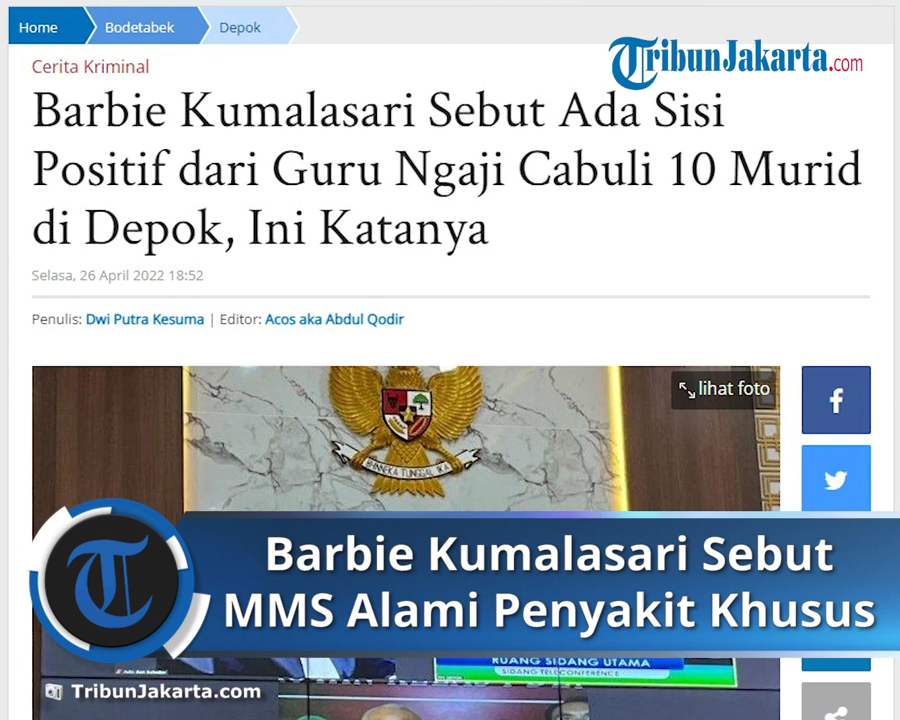 Home
Bodetabek
Depok
TribunJakarta.com
Cerita Kriminal
Barbie Kumalasari Sebut Ada Sisi
Positif dari Guru Ngaji Cabuli 10 Murid
di Depok, Ini Katanya
Selasa, 26 April 2022 18:52
Penulis: Dwi Putra Kesuma | Editor: Acos aka Abdul Qodir
lihat foto
BHINNEKA TUNGGAL IKA
Barbie Kumalasari Sebut
MMS Alami Penyakit Khusus
RUANG SIDANG UTAMA
SIDANG TELECONFERENCE
TribunJakarta.com